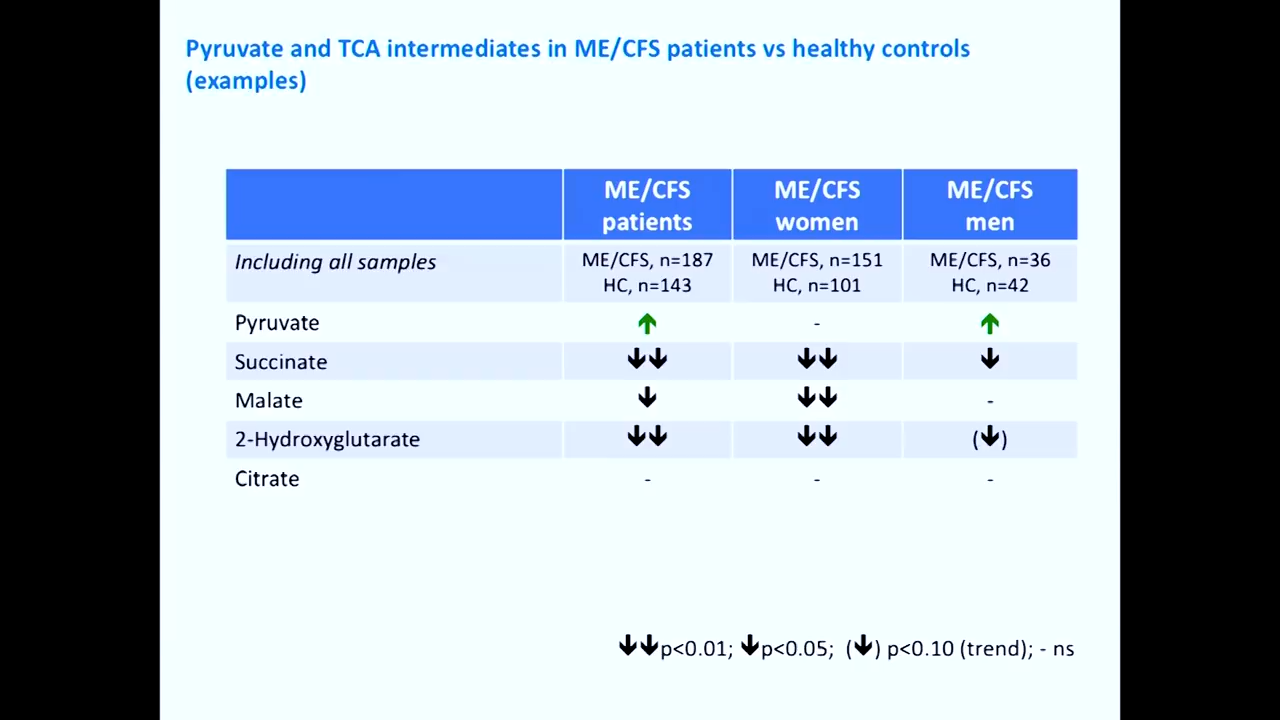 Pyruvate and TCA intermediates in ME/CFS patients vs healthy controls
(examples)
ME/CFS patients ME/CFS women ME/CFS men
Including all samples ME/CFS, n=187 ME/CFS, n=151 ME/CFS, n=36
HC, n=143 HC, n=101 HC, n=42
Pyruvate ↑ - ↑
Succinate ↓↓ ↓↓ ↓
Malate ↓ ↓↓ -
2-Hydroxyglutarate ↓↓ ↓↓ (↓)
Citrate - - -
↓↓p<0.01; ↓p<0.05; (↓) p<0.10 (trend); - ns